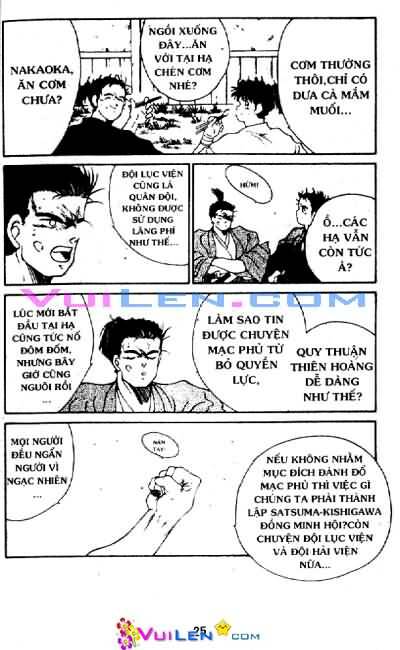 NAKAOKA,
ĂN CƠM
CHƯA?
NGỒI XUỐNG
ĐÂY...ĂN
VỚI TẠI HẠ
CHÉN CƠM
NHÉ?
CƠM THƯỜNG
THÔI,CHỈ CÓ
DƯA CÀ MẮM
MUỐI...
ĐỘI LỤC VIỆN
CŨNG LÀ
QUÂN ĐỘI,
KHÔNG ĐƯỢC
SỬ DỤNG
LÃNG PHÍ
NHƯ THẾ...
HỪM!
Ồ...CÁC
HẠ VẪN
CÒN TỨC
À?
VUILEN.COM
LÚC MỚI BẮT
ĐẦU TẠI HẠ
CŨNG TỨC NỔ
ĐÔM ĐỐM,
NHƯNG BÂY
GIỜ CŨNG
NGUÔI RỒI
...
LÀM SAO TIN
ĐƯỢC CHUYỆN
MẠC PHỦ TỪ
BỎ QUYỀN
LỰC,
QUY THUẬN
THIÊN HOÀNG
DỄ DÀNG
NHƯ THẾ?
MỌI NGƯỜI
ĐỀU NGẨN
NGƯỜI VÌ
NGẠC NHIÊN
...
NẮM
TAY!
NẾU KHÔNG NHẰM
MỤC ĐÍCH ĐÁNH ĐỔ
MẠC PHỦ THÌ VIỆC GÌ
CHÚNG TA PHẢI THÀNH
LẬP SATSUMA-KISHIGAWA
ĐỒNG MINH HỘI?CÒN
CHUYỆN ĐỘI LỤC VIỆN
VÀ ĐỘI HẢI VIỆN
NỮA...
25
VUILEN.COM